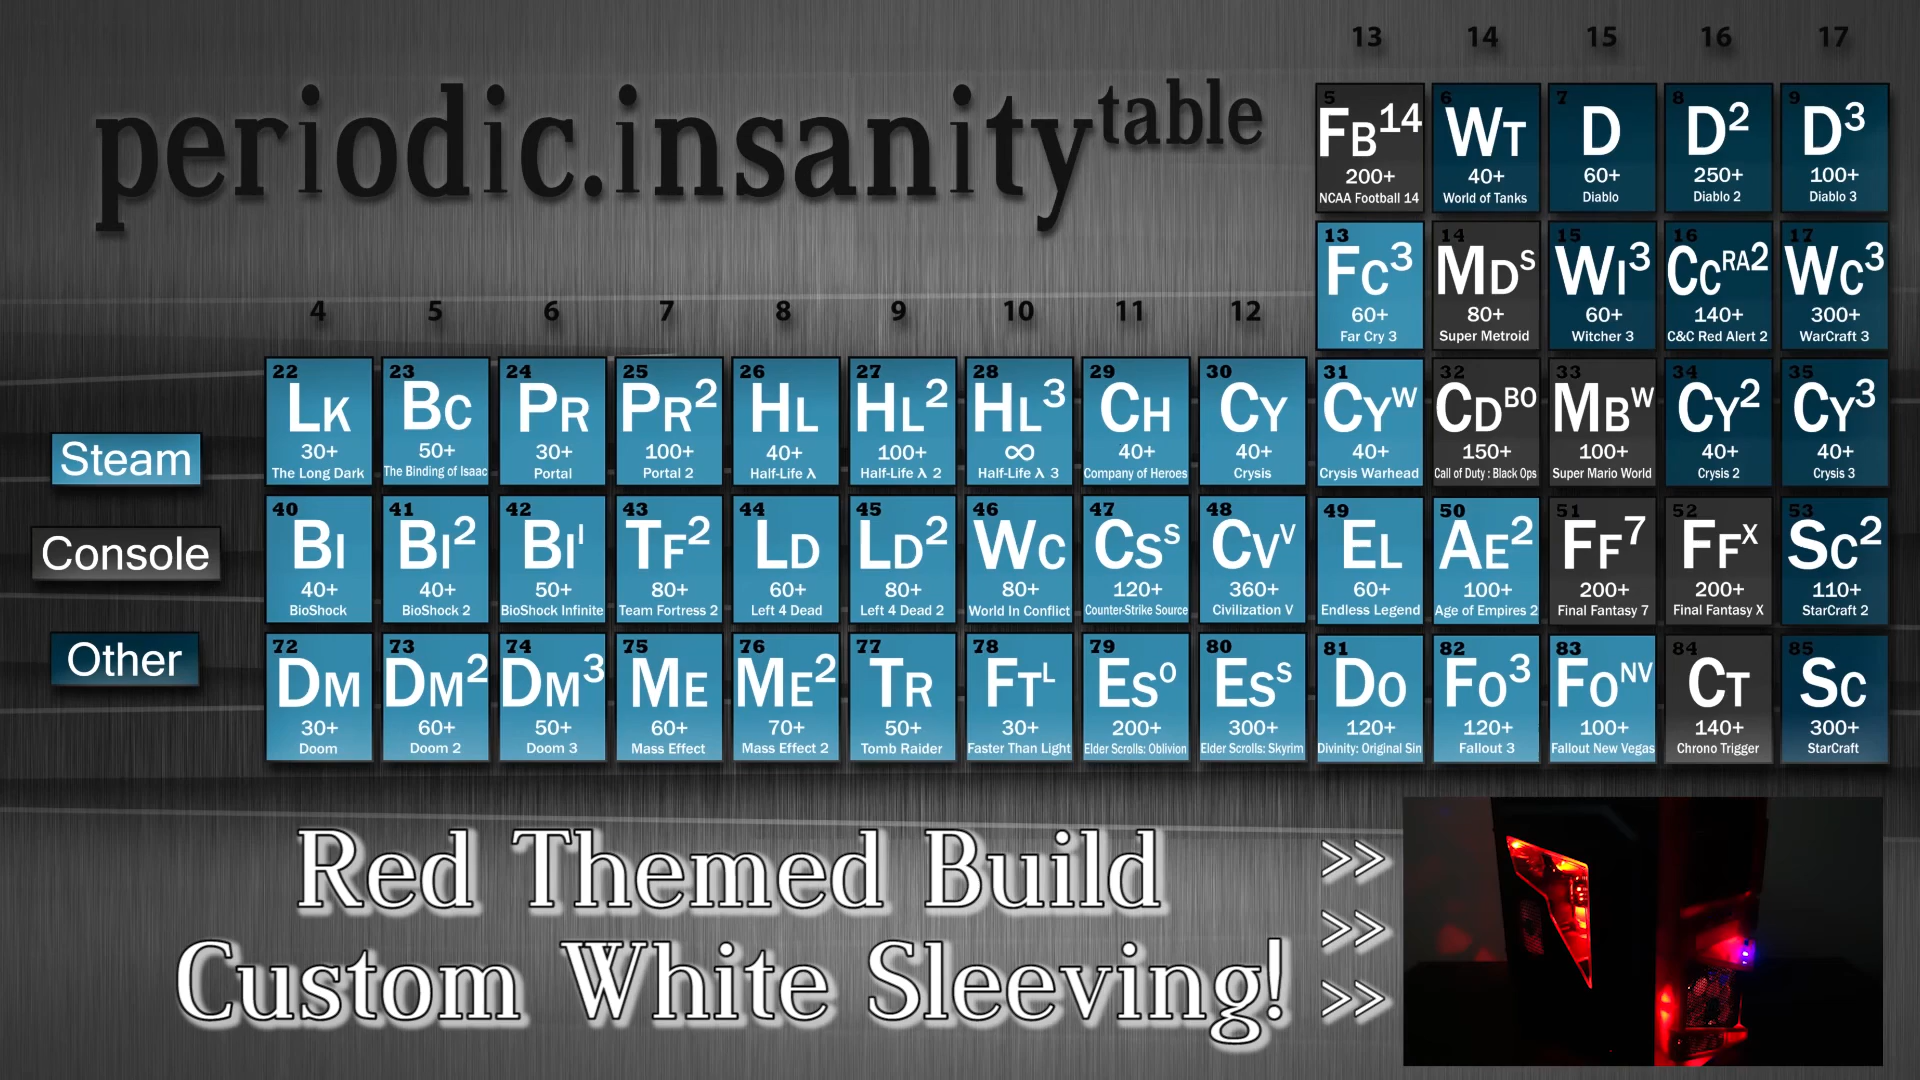 13 14 15 16 17
periodic.insanity table
5 6 7 8 9
FB14 WT D D2 D3
200+ 40+ 60+ 250+ 100+
NCAA Football 14 World of Tanks Diablo Diablo 2 Diablo 3
13 14 15 16 17
FC3 MDS WI3 CCRA2 WC3
60+ 80+ 60+ 140+ 300+
Far Cry 3 Super Metroid Witcher 3 C&C Red Alert 2 WarCraft 3
4 5 6 7 8 9 10 11 12
22 23 24 25 26 27 28 29 30 31 32 33 34 35
LK BC PR PR2 HL HL2 HL3 CH CY CYW CDBO MBW CY2 CY3
30+ 50+ 30+ 100+ 40+ 100+ ∞ 40+ 40+ 40+ 150+ 100+ 40+ 40+
The Long Dark The Binding of Isaac Portal Portal 2 Half-Life λ Half-Life λ 2 Half-Life λ 3 Company of Heroes Crysis Crysis Warhead Call of Duty : Black Ops Super Mario World Crysis 2 Crysis 3
Steam
40 41 42 43 44 45 46 47 48 49 50 51 52 53
BI BI2 BII TF2 LD LD2 WC CSS CVV EL AE2 FF7 FFX SC2
40+ 40+ 50+ 80+ 60+ 80+ 80+ 120+ 360+ 60+ 100+ 200+ 200+ 110+
BioShock BioShock 2 BioShock Infinite Team Fortress 2 Left 4 Dead Left 4 Dead 2 World In Conflict Counter-Strike Source Civilization V Endless Legend Age of Empires 2 Final Fantasy 7 Final Fantasy X StarCraft 2
Console
72 73 74 75 76 77 78 79 80 81 82 83 84 85
DM DM2 DM3 ME ME2 TR FTL ESO ESS DO FO3 FONV CT SC
30+ 60+ 50+ 60+ 70+ 50+ 30+ 200+ 300+ 120+ 120+ 100+ 140+ 300+
Doom Doom 2 Doom 3 Mass Effect Mass Effect 2 Tomb Raider Faster Than Light Elder Scrolls: Oblivion Elder Scrolls: Skyrim Divinity: Original Sin Fallout 3 Fallout New Vegas Chrono Trigger StarCraft
Other
Red Themed Build >>
>>
Custom White Sleeving! >>